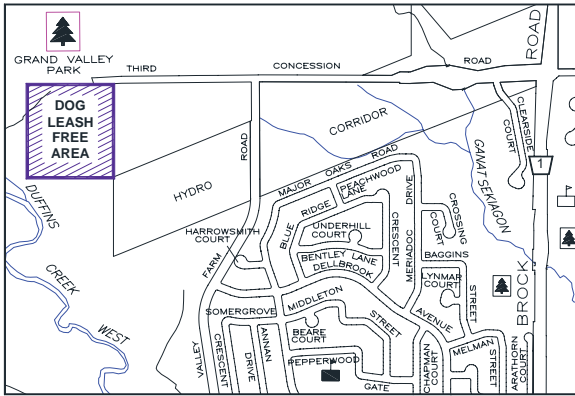 GRAND VALLEY
PARK
THIRD CONCESSION ROAD
ROAD
DOG
LEASH
FREE
AREA
CORRIDOR
HYDRO
ROAD
CLEARSIDE
COURT
1
GANATSEKIAGON
DUFFINS
CREEK
WEST
MAJOR OAKS ROAD
PEACHWOOD
LANE
BLUE RIDGE CRESCENT
HARROWSMITH
COURT
UNDERHILL
COURT
BENTLEY LANE
DELLBROOK
MERIADOC DRIVE
CROSSING
COURT
BAGGINS STREET
LYNMAR
COURT
BROCK
VALLEY FARM
SOMERGROVE
CRESCENT
MIDDLETON STREET
AVENUE
BEARE
COURT
ANNAN
DRIVE
PEPPERWOOD
GATE
CHAPMAN
COURT
MELMAN
STREET
ARATHORN
COURT